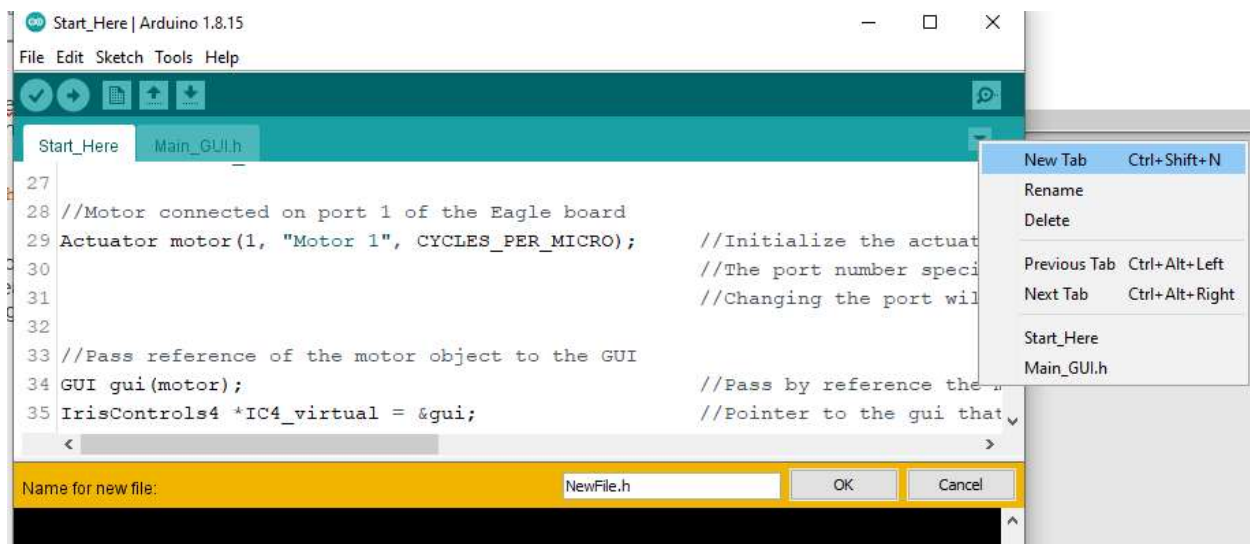 Start_Here | Arduino 1.8.15
File Edit Sketch Tools Help
Start_Here Main_GUI.h
27
28 //Motor connected on port 1 of the Eagle board
29 Actuator motor(1, "Motor 1", CYCLES_PER_MICRO); //Initialize the actuat
30 //The port number speci
31 //Changing the port wil
32
33 //Pass reference of the motor object to the GUI
34 GUI gui(motor); //Pass by reference the
35 IrisControls4 *IC4_virtual = &gui; //Pointer to the gui that
Name for new file: NewFile.h OK Cancel
New Tab Ctrl+Shift+N
Rename
Delete
Previous Tab Ctrl+Alt+Left
Next Tab Ctrl+Alt+Right
Start_Here
Main_GUI.h